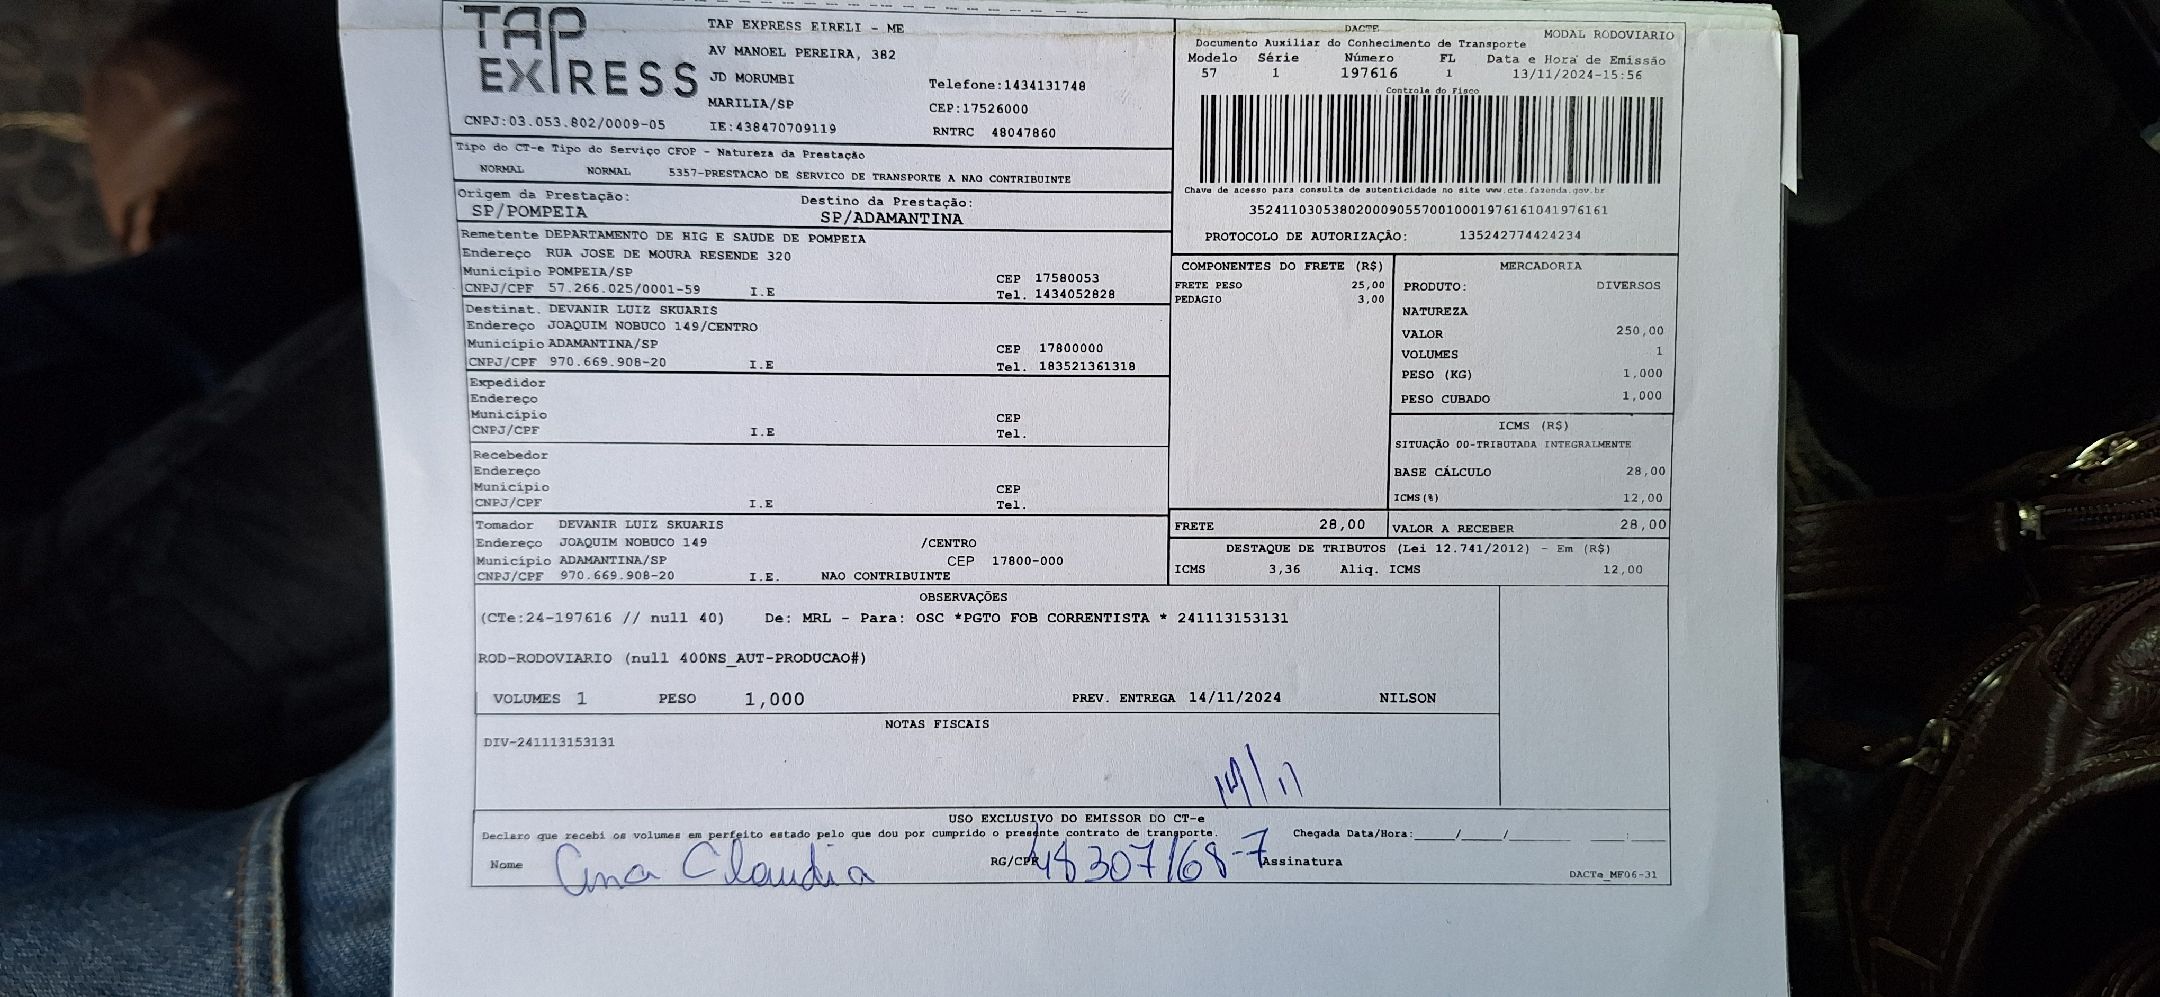 TAP
EXPRESS
CNPJ:03.053.802/0009-05
TAP EXPRESS EIRELI - ME
AV MANOEL PEREIRA, 382
JD MORUMBI
MARILIA/SP
IE:438470709119
Telefone:1434131748
CEP:17526000
RNTRC 48047860
DACTE
MODAL RODOVIARIO
Documento Auxiliar do Conhecimento de Transporte
Modelo Série Número FL Data e Hora de Emissão
57 1 197616 1 13/11/2024-15:56
Controle do Fisco
Chave de acesso para consulta de autenticidade no site www.cte.fazenda.gov.br
35241103053802000905570010001976161041976161
PROTOCOLO DE AUTORIZAÇÃO: 135242774424234
Tipo do CT-e Tipo do Serviço CFOP - Natureza da Prestação
NORMAL NORMAL 5357-PRESTACAO DE SERVICO DE TRANSPORTE A NAO CONTRIBUINTE
Origem da Prestação: Destino da Prestação:
SP/POMPEIA SP/ADAMANTINA
Remetente DEPARTAMENTO DE HIG E SAUDE DE POMPEIA
Endereço RUA JOSE DE MOURA RESENDE 320
Município POMPEIA/SP CEP 17580053
CNPJ/CPF 57.266.025/0001-59 I.E Tel. 1434052828
Destinat. DEVANIR LUIZ SKUARIS
Endereço JOAQUIM NOBUCO 149/CENTRO
Município ADAMANTINA/SP CEP 17800000
CNPJ/CPF 970.669.908-20 I.E Tel. 183521361318
Expedidor
Endereço
Município CEP
CNPJ/CPF I.E Tel.
Recebedor
Endereço
Município CEP
CNPJ/CPF I.E Tel.
Tomador DEVANIR LUIZ SKUARIS
Endereço JOAQUIM NOBUCO 149 /CENTRO
Município ADAMANTINA/SP CEP 17800-000
CNPJ/CPF 970.669.908-20 I.E. NAO CONTRIBUINTE
COMPONENTES DO FRETE (R$)
FRETE PESO 25,00
PEDAGIO 3,00
MERCADORIA
PRODUTO: DIVERSOS
NATUREZA
VALOR 250,00
VOLUMES 1
PESO (KG) 1,000
PESO CUBADO 1,000
ICMS (R$)
SITUAÇÃO 00-TRIBUTADA INTEGRALMENTE
BASE CÁLCULO 28,00
ICMS(%) 12,00
FRETE 28,00 VALOR A RECEBER 28,00
DESTAQUE DE TRIBUTOS (Lei 12.741/2012) - Em (R$)
ICMS 3,36 Aliq. ICMS 12,00
OBSERVAÇÕES
(CTe:24-197616 // null 40) De: MRL - Para: OSC *PGTO FOB CORRENTISTA * 241113153131
ROD-RODOVIARIO (null 400NS_AUT-PRODUCAO#)
VOLUMES 1 PESO 1,000 PREV. ENTREGA 14/11/2024 NILSON
NOTAS FISCAIS
DIV-241113153131
14/11
USO EXCLUSIVO DO EMISSOR DO CT-e
Declaro que recebi os volumes em perfeito estado pelo que dou por cumprido o presente contrato de transporte. Chegada Data/Hora:____/____/________ __:____
Nome Ana Claudia RG/CPF 48307168-7 Assinatura
DACTe_MF06-31